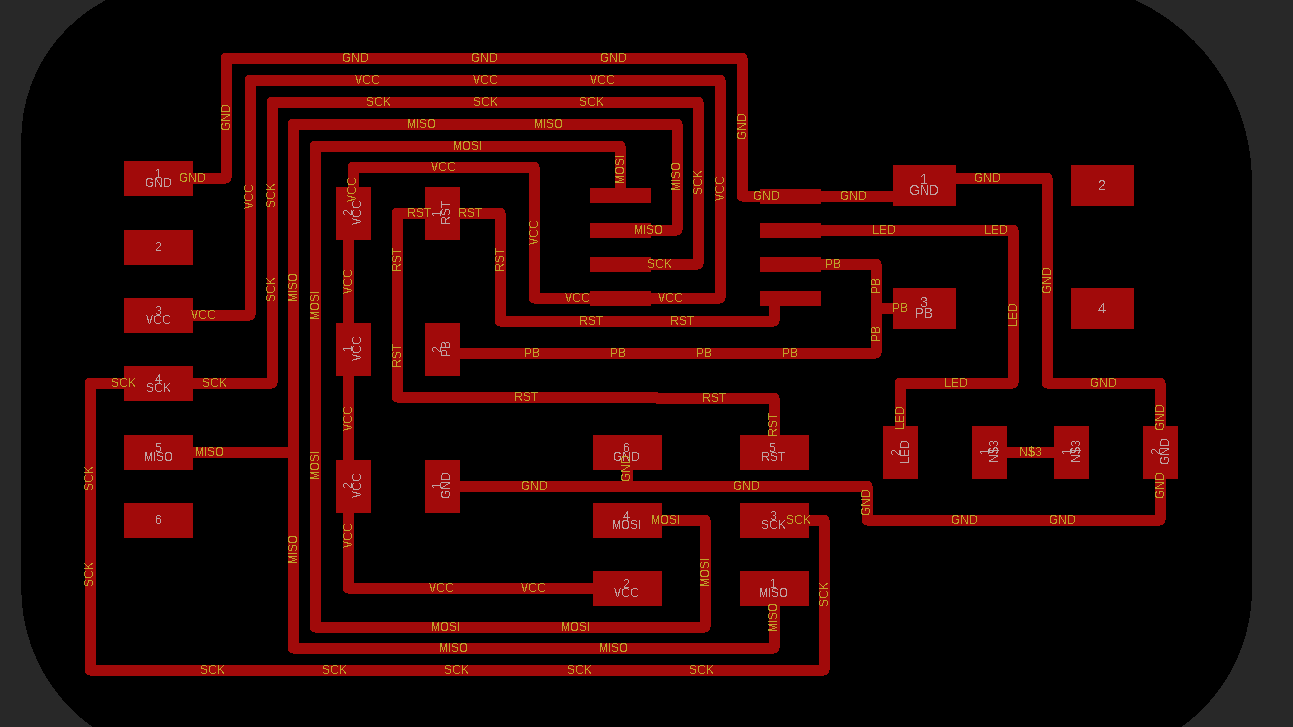 GND GND GND
VCC VCC VCC
SCK SCK SCK
GND MISO MISO GND
MOSI
VCC MOSI
1
GND GND
VCC SCK VCC MISO SCK VCC
GND GND
1
GND
GND
2
2
VCC
RST 1
RST
RST
MISO
LED LED
2
VCC RST RST SCK PB
SCK MISO VCC PB GND
MOSI VCC VCC
3
VCC VCC
RST RST
PB 3
PB
LED
4
1
VCC
2
PB
PB PB PB PB
PB
RST
SCK 4
SCK SCK
LED GND
RST RST
VCC RST LED GND
5
MISO MISO
6
GND
GND
5
RST
2
LED
1
N$3 N$3 1
N$3
2
GND
SCK MOSI
2
VCC
1
GND
GND GND GND
GND
6
4
MOSI MOSI
3
SCK SCK
GND GND
VCC
SCK MISO MOSI SCK
VCC VCC 2
VCC
1
MISO
MISO
MOSI MOSI
MISO MISO
SCK SCK SCK SCK SCK